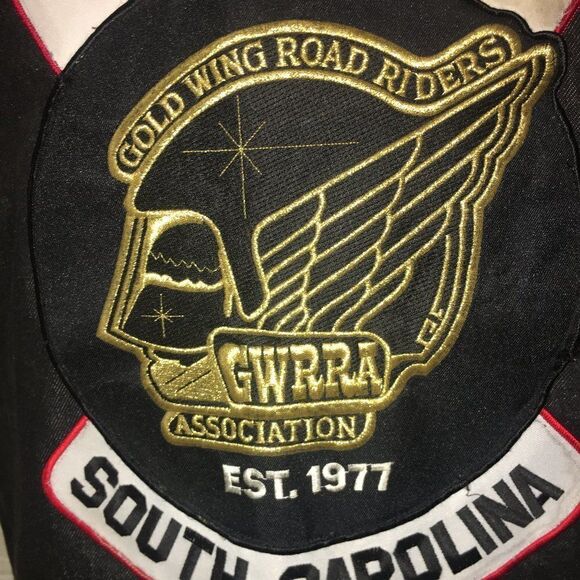 GOLD WING ROAD RIDERS
GWRRA
ASSOCIATION
EST. 1977
SOUTH CAROLINA